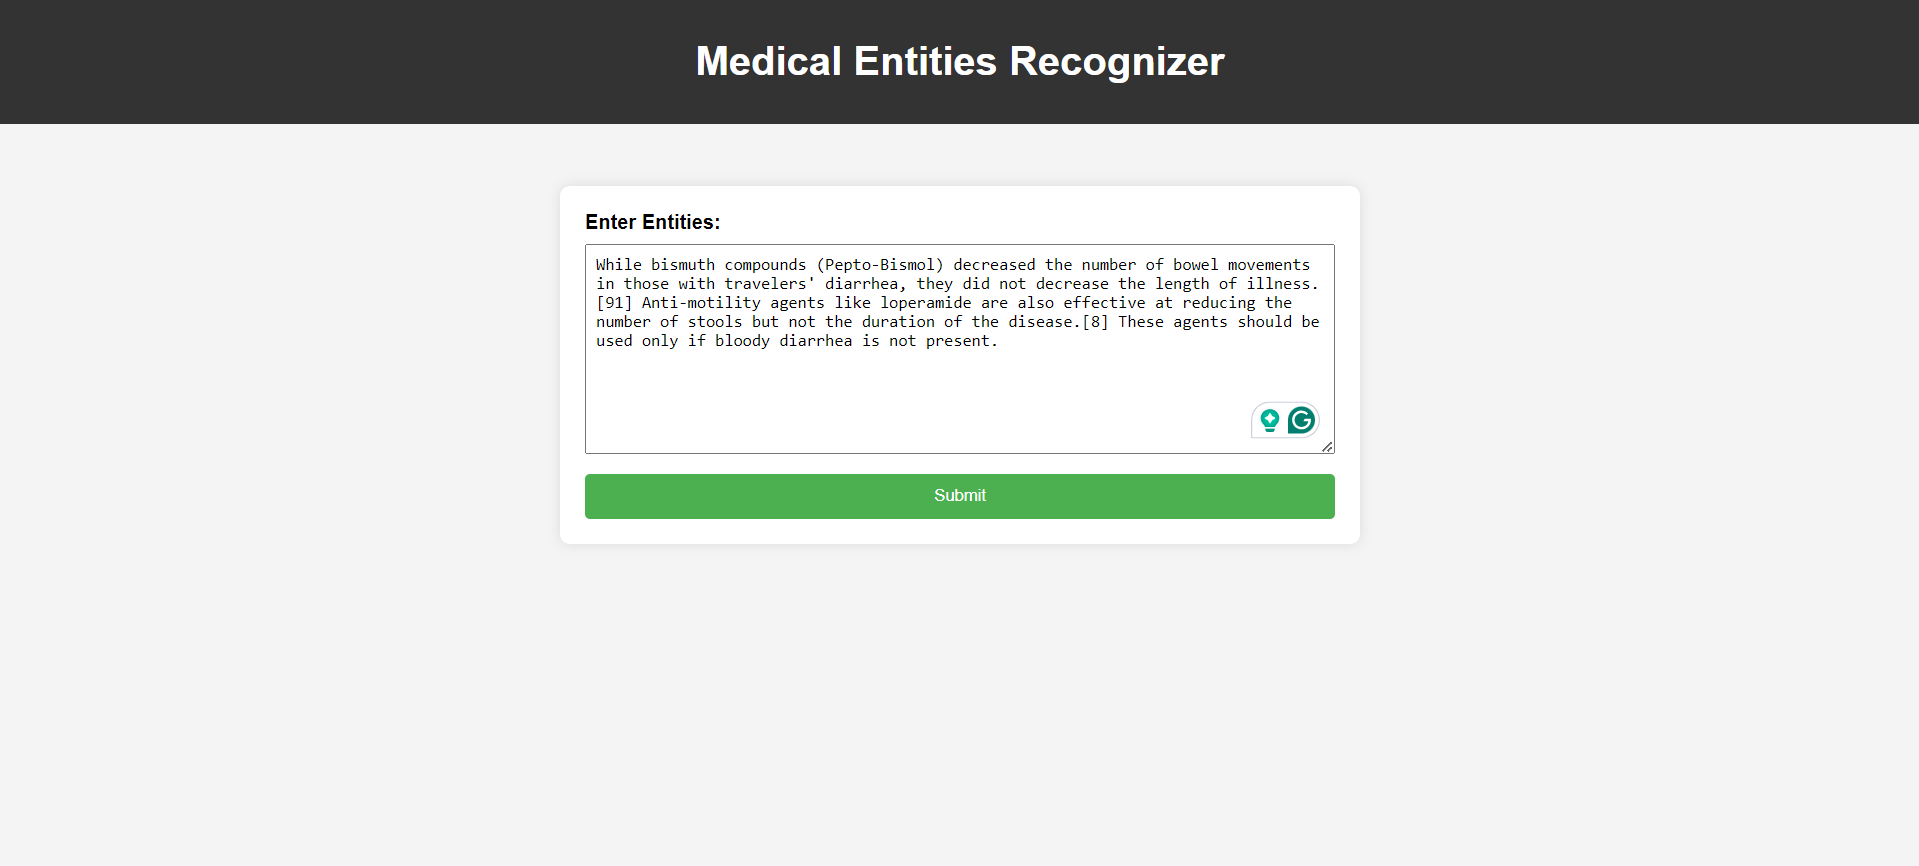 Medical Entities Recognizer
Enter Entities:
While bismuth compounds (Pepto-Bismol) decreased the number of bowel movements
in those with travelers' diarrhea, they did not decrease the length of illness.
[91] Anti-motility agents like loperamide are also effective at reducing the
number of stools but not the duration of the disease.[8] These agents should be
used only if bloody diarrhea is not present.
Submit